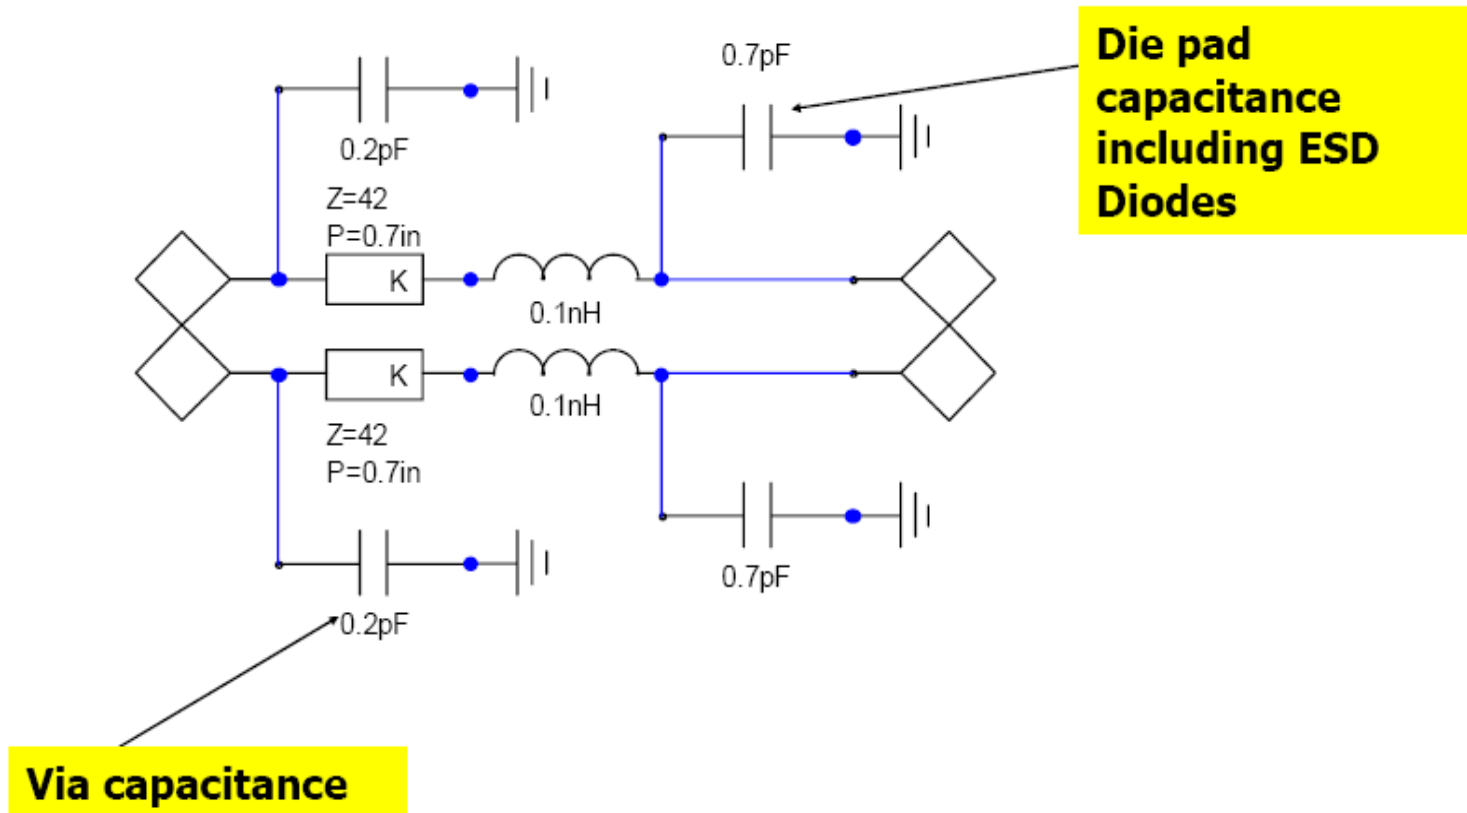 0.7pF
Die pad
capacitance
including ESD
Diodes
0.2pF
Z=42
P=0.7in
K
0.1nH
K
0.1nH
Z=42
P=0.7in
0.7pF
0.2pF
Via capacitance